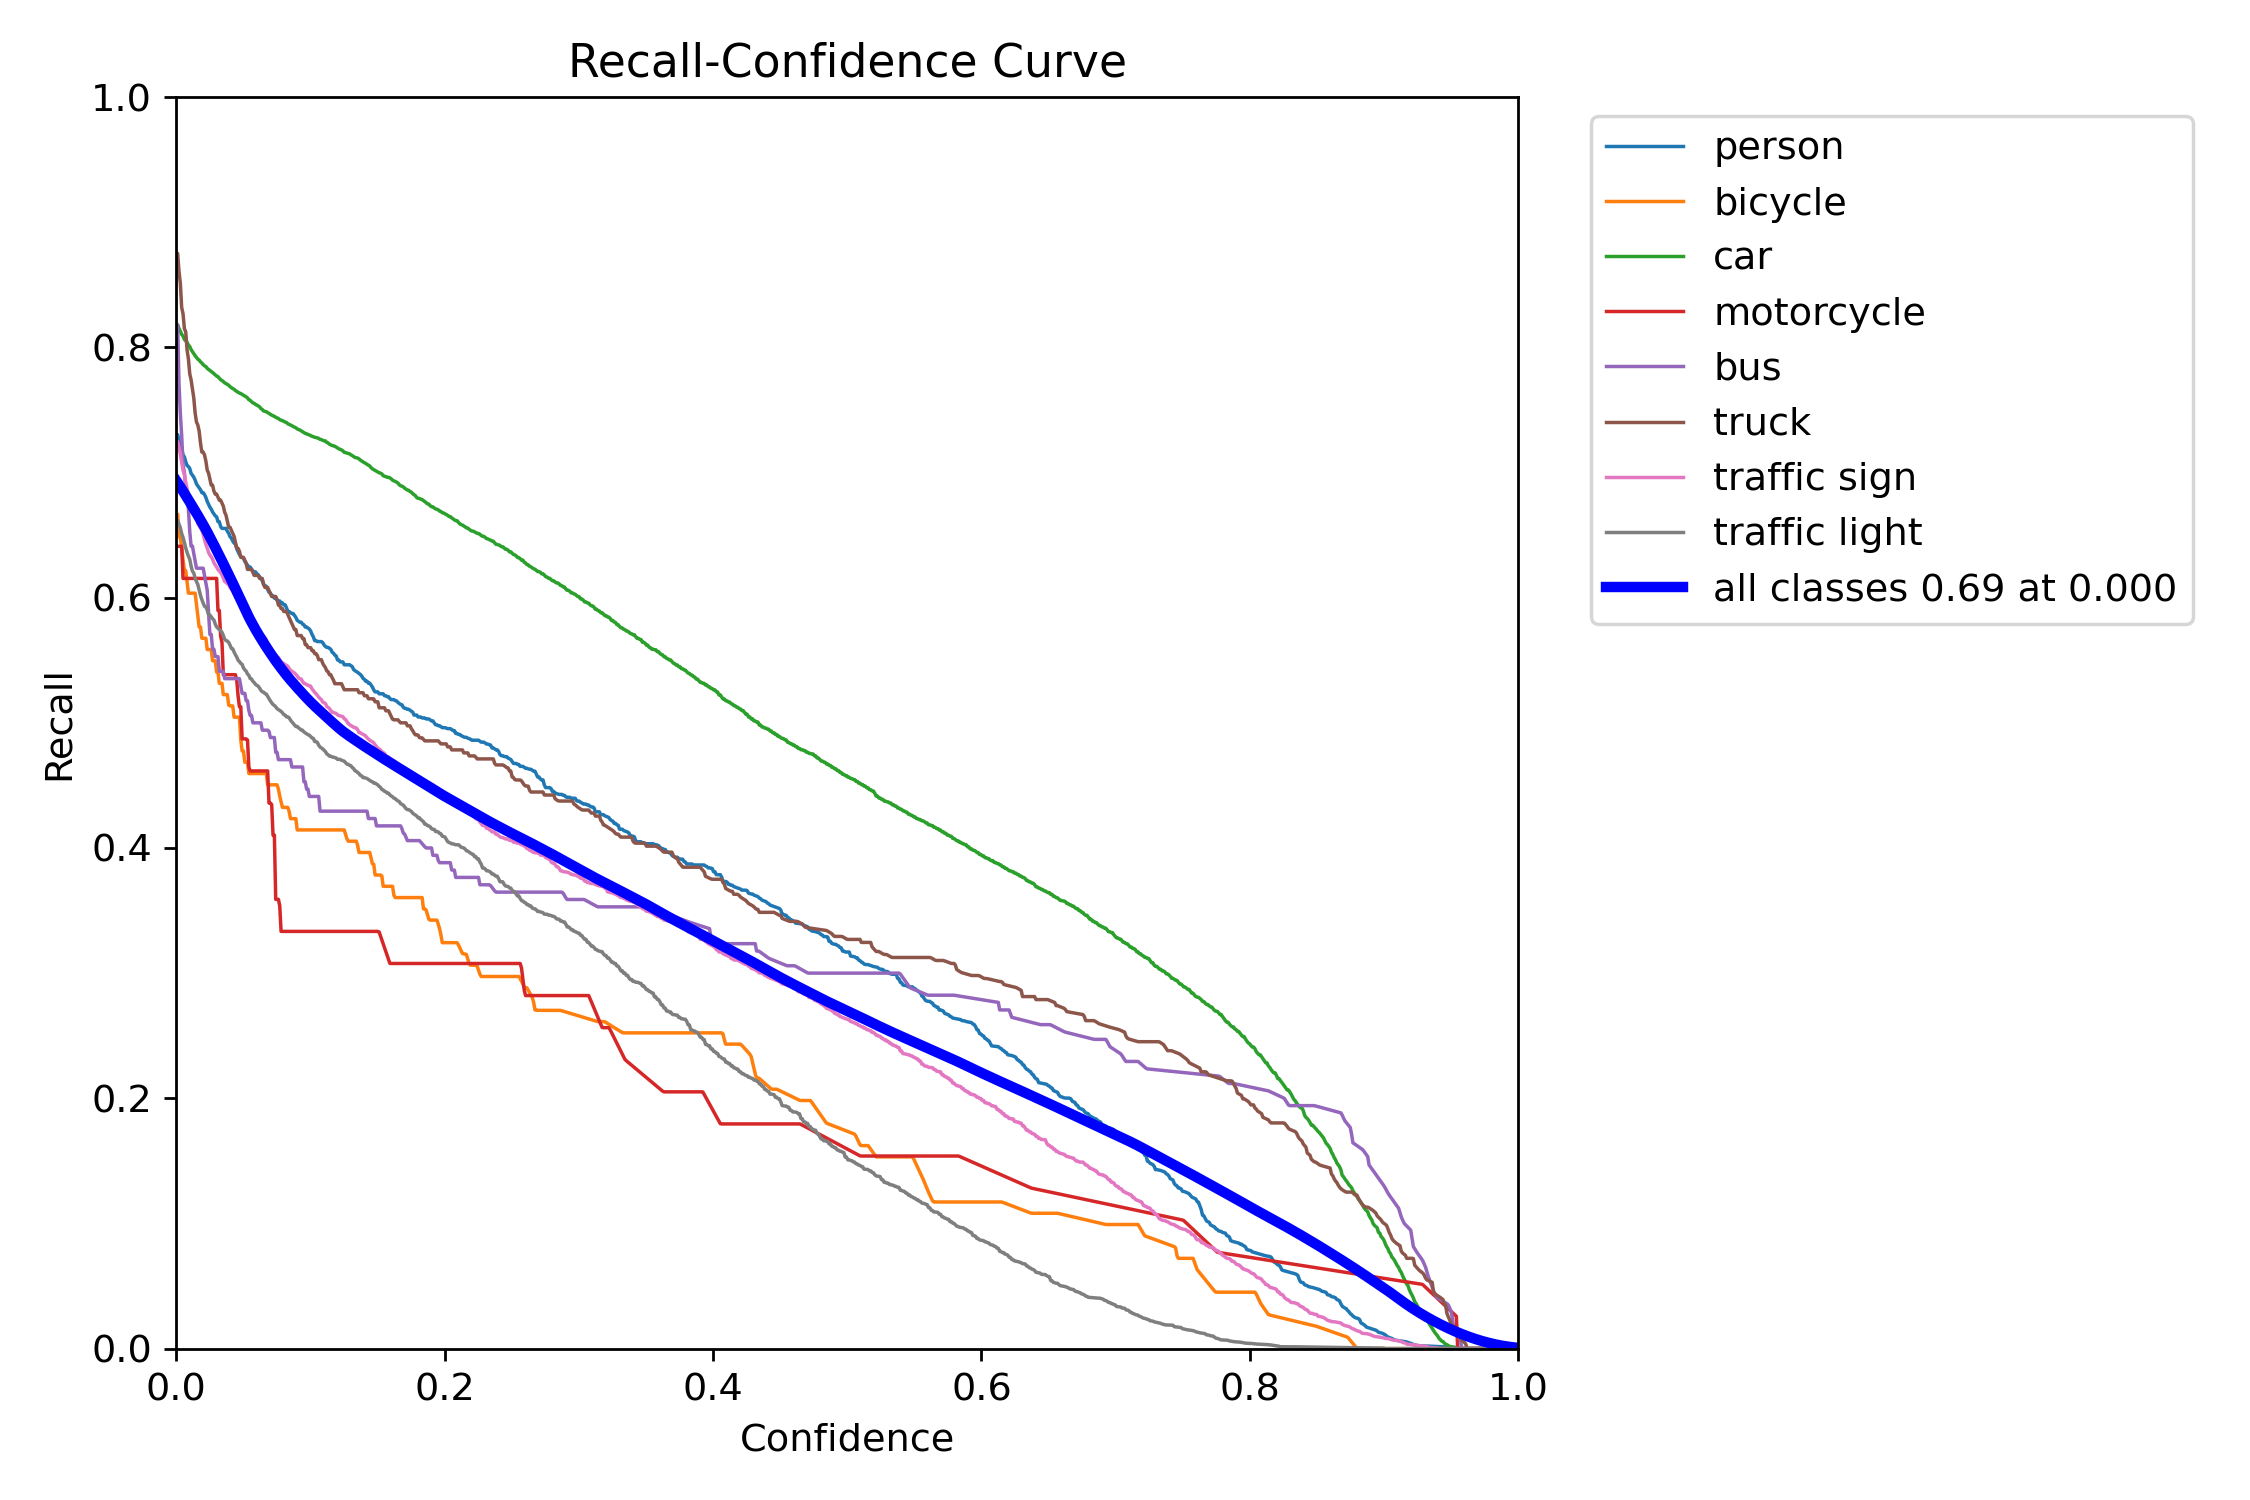 Recall-Confidence Curve
1.0
0.8
0.6
0.4
0.2
0.0
Recall
0.0 0.2 0.4 0.6 0.8 1.0
Confidence
person
bicycle
car
motorcycle
bus
truck
traffic sign
traffic light
all classes 0.69 at 0.000